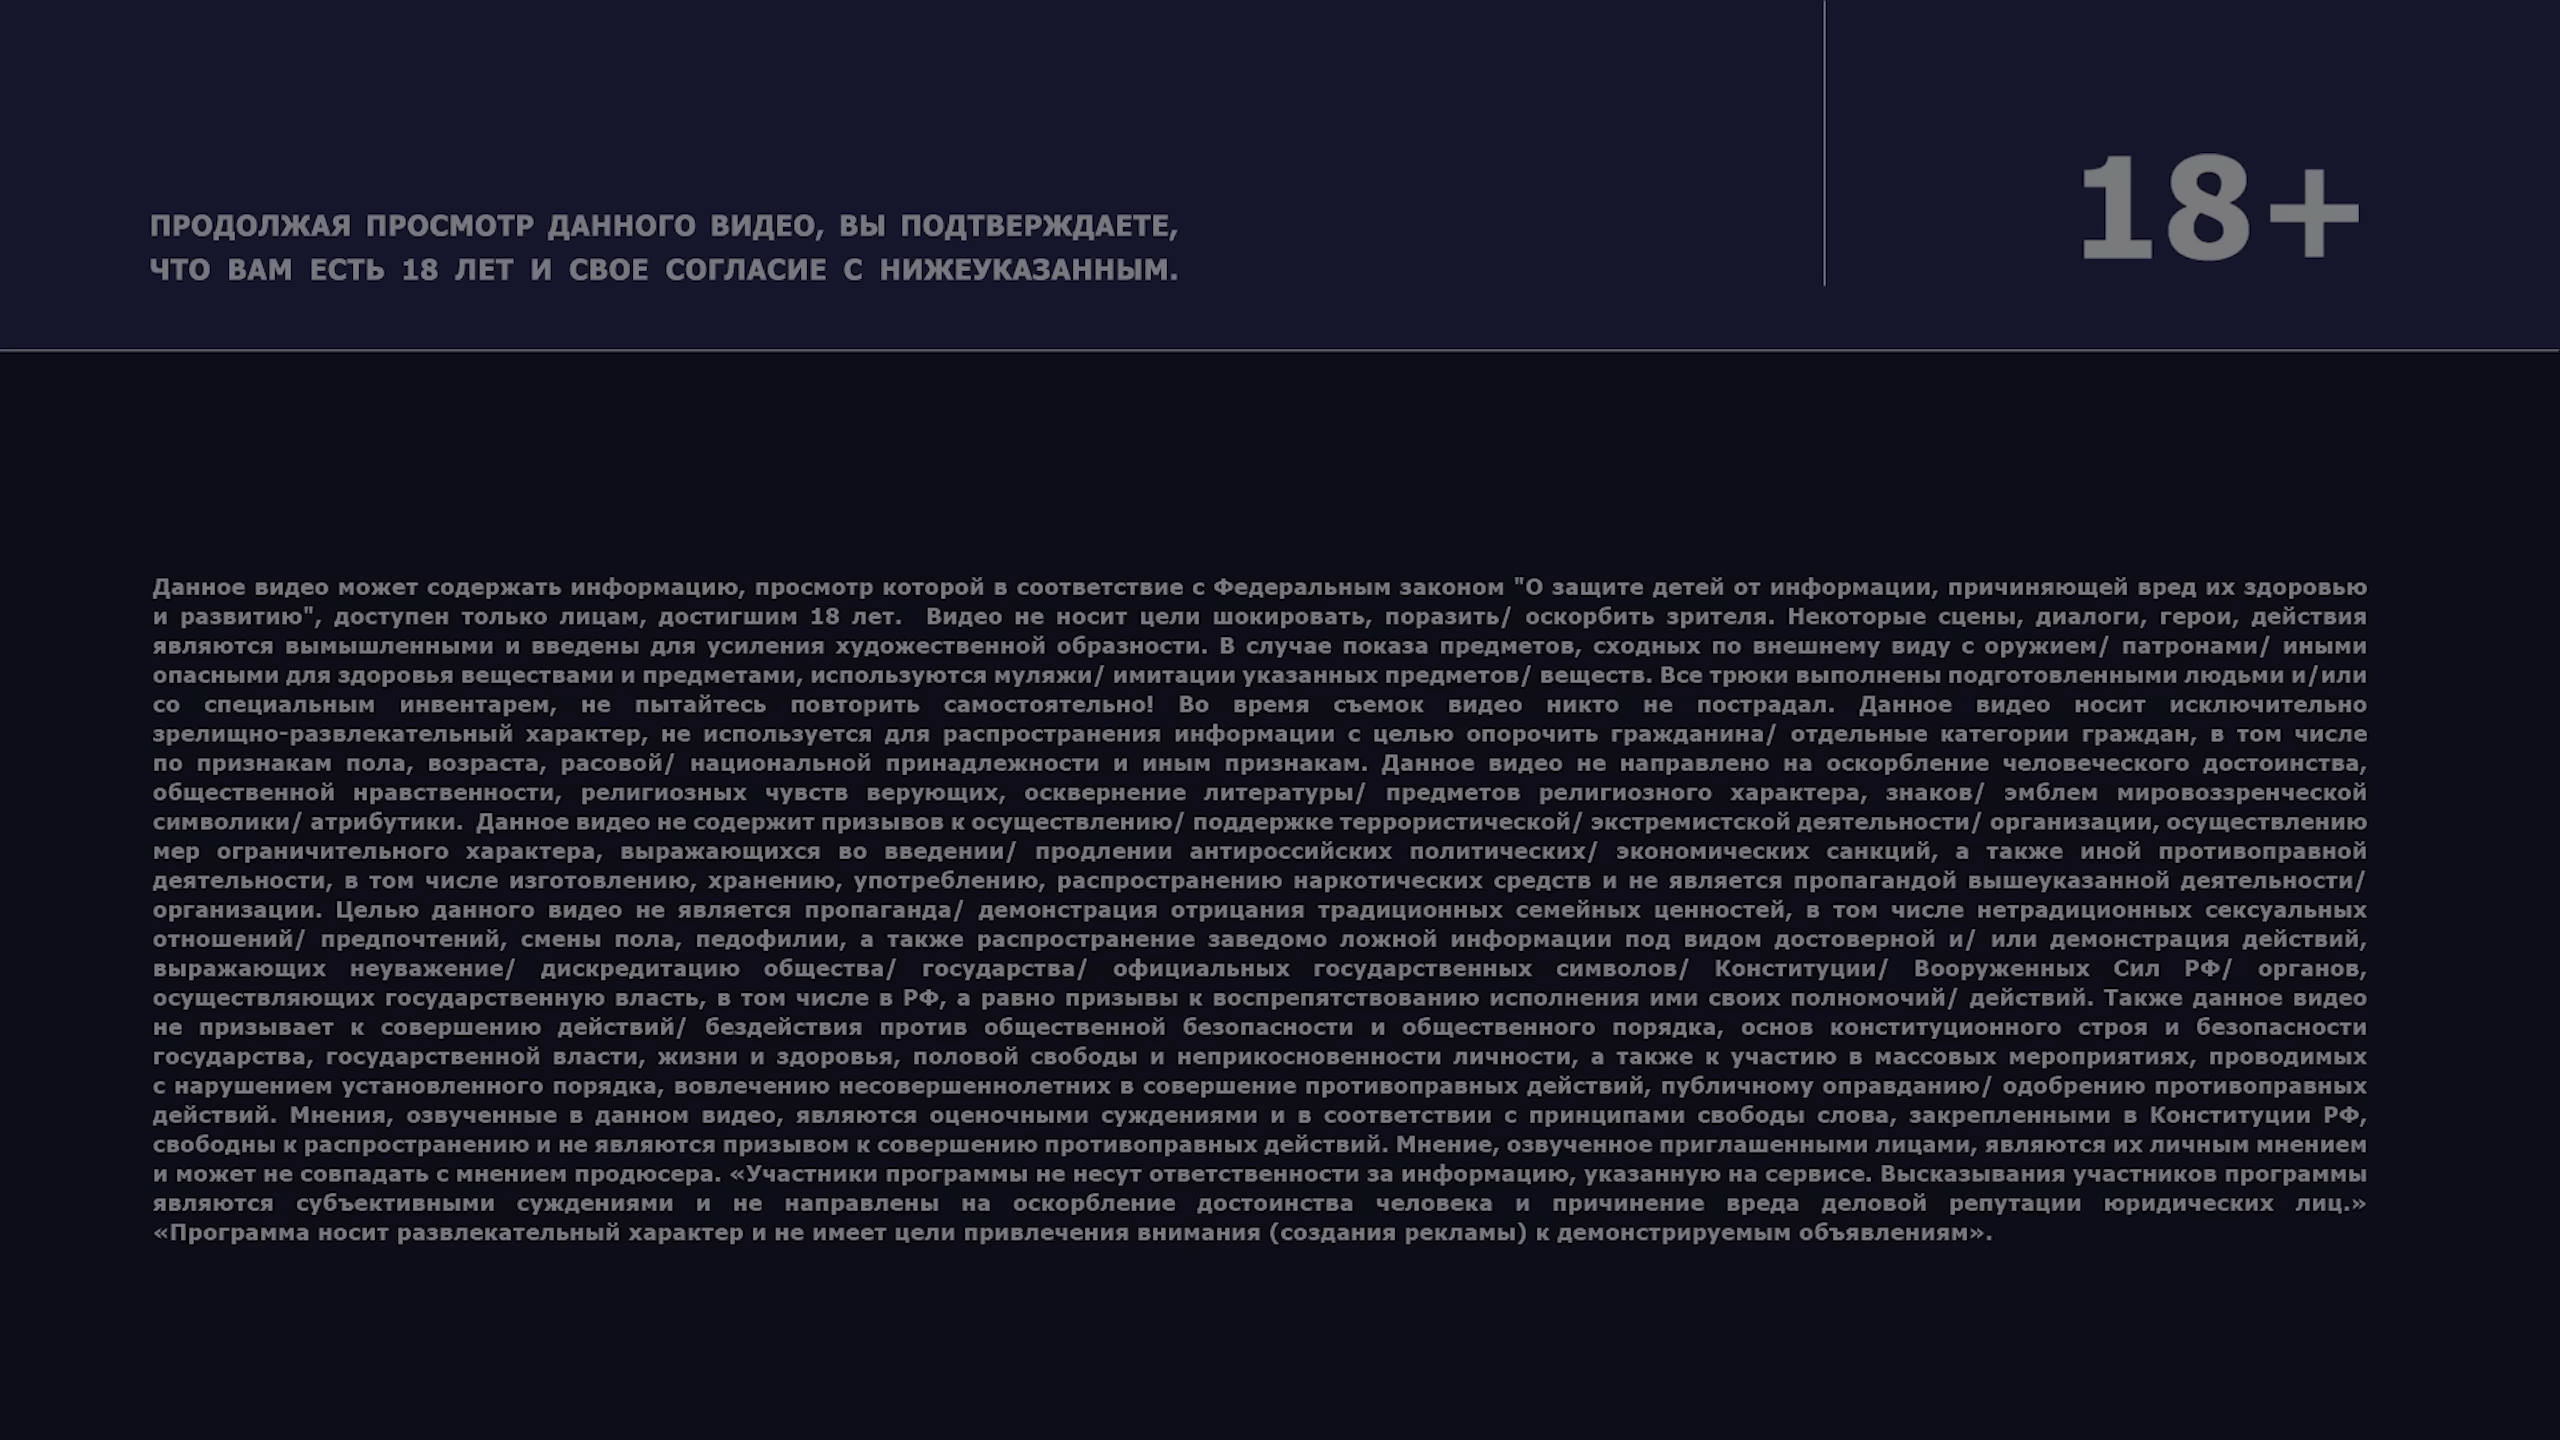 ПРОДОЛЖАЯ ПРОСМОТР ДАННОГО ВИДЕО, ВЫ ПОДТВЕРЖДАЕТЕ,
ЧТО ВАМ ЕСТЬ 18 ЛЕТ И СВОЕ СОГЛАСИЕ С НИЖЕУКАЗАННЫМ.
18+
Данное видео может содержать информацию, просмотр которой в соответствие с Федеральным законом "О защите детей от информации, причиняющей вред их здоровью
и развитию", доступен только лицам, достигшим 18 лет. Видео не носит цели шокировать, поразить/ оскорбить зрителя. Некоторые сцены, диалоги, герои, действия
являются вымышленными и введены для усиления художественной образности. В случае показа предметов, сходных по внешнему виду с оружием/ патронами/ иными
опасными для здоровья веществами и предметами, используются муляжи/ имитации указанных предметов/ веществ. Все трюки выполнены подготовленными людьми и/или
со специальным инвентарем, не пытайтесь повторить самостоятельно! Во время съемок видео никто не пострадал. Данное видео носит исключительно
зрелищно-развлекательный характер, не используется для распространения информации с целью опорочить гражданина/ отдельные категории граждан, в том числе
по признакам пола, возраста, расовой/ национальной принадлежности и иным признакам. Данное видео не направлено на оскорбление человеческого достоинства,
общественной нравственности, религиозных чувств верующих, осквернение литературы/ предметов религиозного характера, знаков/ эмблем мировоззренческой
символики/ атрибутики. Данное видео не содержит призывов к осуществлению/ поддержке террористической/ экстремистской деятельности/ организации, осуществлению
мер ограничительного характера, выражающихся во введении/ продлении антироссийских политических/ экономических санкций, а также иной противоправной
деятельности, в том числе изготовлению, хранению, употреблению, распространению наркотических средств и не является пропагандой вышеуказанной деятельности/
организации. Целью данного видео не является пропаганда/ демонстрация отрицания традиционных семейных ценностей, в том числе нетрадиционных сексуальных
отношений/ предпочтений, смены пола, педофилии, а также распространение заведомо ложной информации под видом достоверной и/ или демонстрация действий,
выражающих неуважение/ дискредитацию общества/ государства/ официальных государственных символов/ Конституции/ Вооруженных Сил РФ/ органов,
осуществляющих государственную власть, в том числе в РФ, а равно призывы к воспрепятствованию исполнения ими своих полномочий/ действий. Также данное видео
не призывает к совершению действий/ бездействия против общественной безопасности и общественного порядка, основ конституционного строя и безопасности
государства, государственной власти, жизни и здоровья, половой свободы и неприкосновенности личности, а также к участию в массовых мероприятиях, проводимых
с нарушением установленного порядка, вовлечению несовершеннолетних в совершение противоправных действий, публичному оправданию/ одобрению противоправных
действий. Мнения, озвученные в данном видео, являются оценочными суждениями и в соответствии с принципами свободы слова, закрепленными в Конституции РФ,
свободны к распространению и не являются призывом к совершению противоправных действий. Мнение, озвученное приглашенными лицами, являются их личным мнением
и может не совпадать с мнением продюсера. «Участники программы не несут ответственности за информацию, указанную на сервисе. Высказывания участников программы
являются субъективными суждениями и не направлены на оскорбление достоинства человека и причинение вреда деловой репутации юридических лиц.»
«Программа носит развлекательный характер и не имеет цели привлечения внимания (создания рекламы) к демонстрируемым объявлениям».